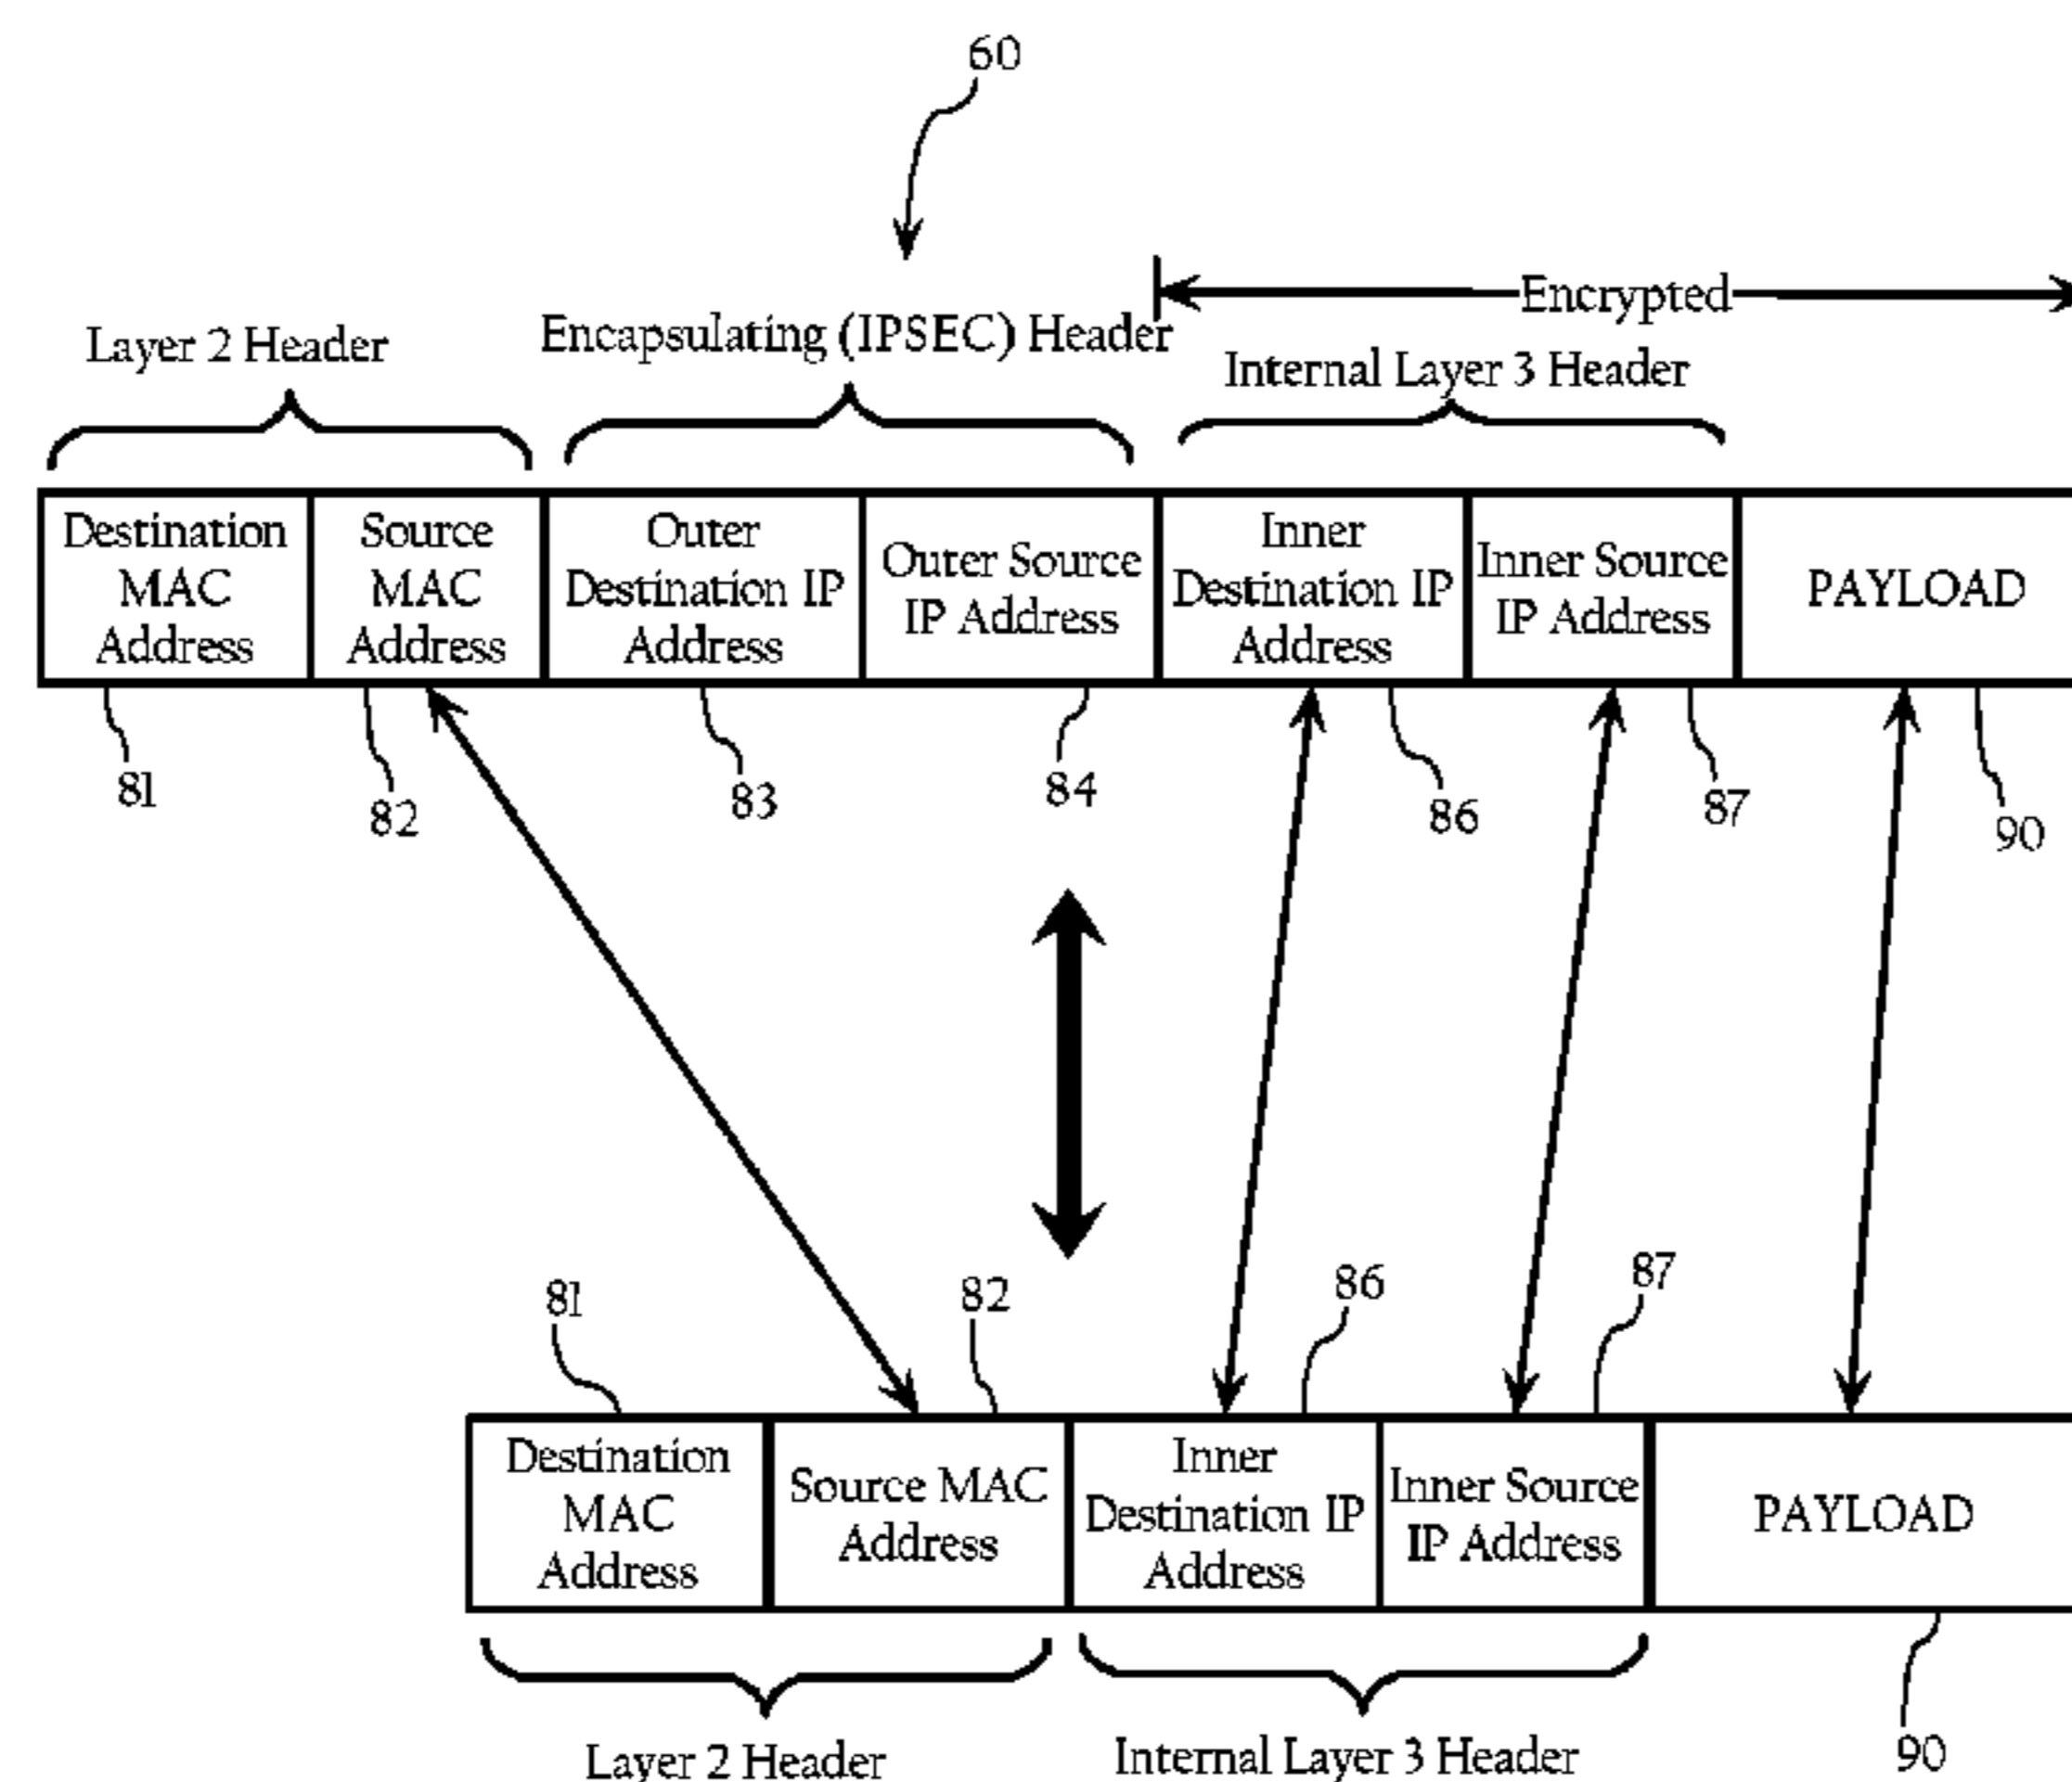 60
Encrypted
Layer 2 Header
Encapsulating (IPSEC) Header
Internal Layer 3 Header
Destination
MAC
Address
Source
MAC
Address
Outer
Destination IP
Address
Outer Source
IP Address
Inner
Destination IP
Address
Inner Source
IP Address
PAYLOAD
81
82
83
84
86
87
90
81
82
86
87
Destination
MAC
Address
Source MAC
Address
Inner
Destination IP
Address
Inner Source
IP Address
PAYLOAD
Layer 2 Header
Internal Layer 3 Header
90